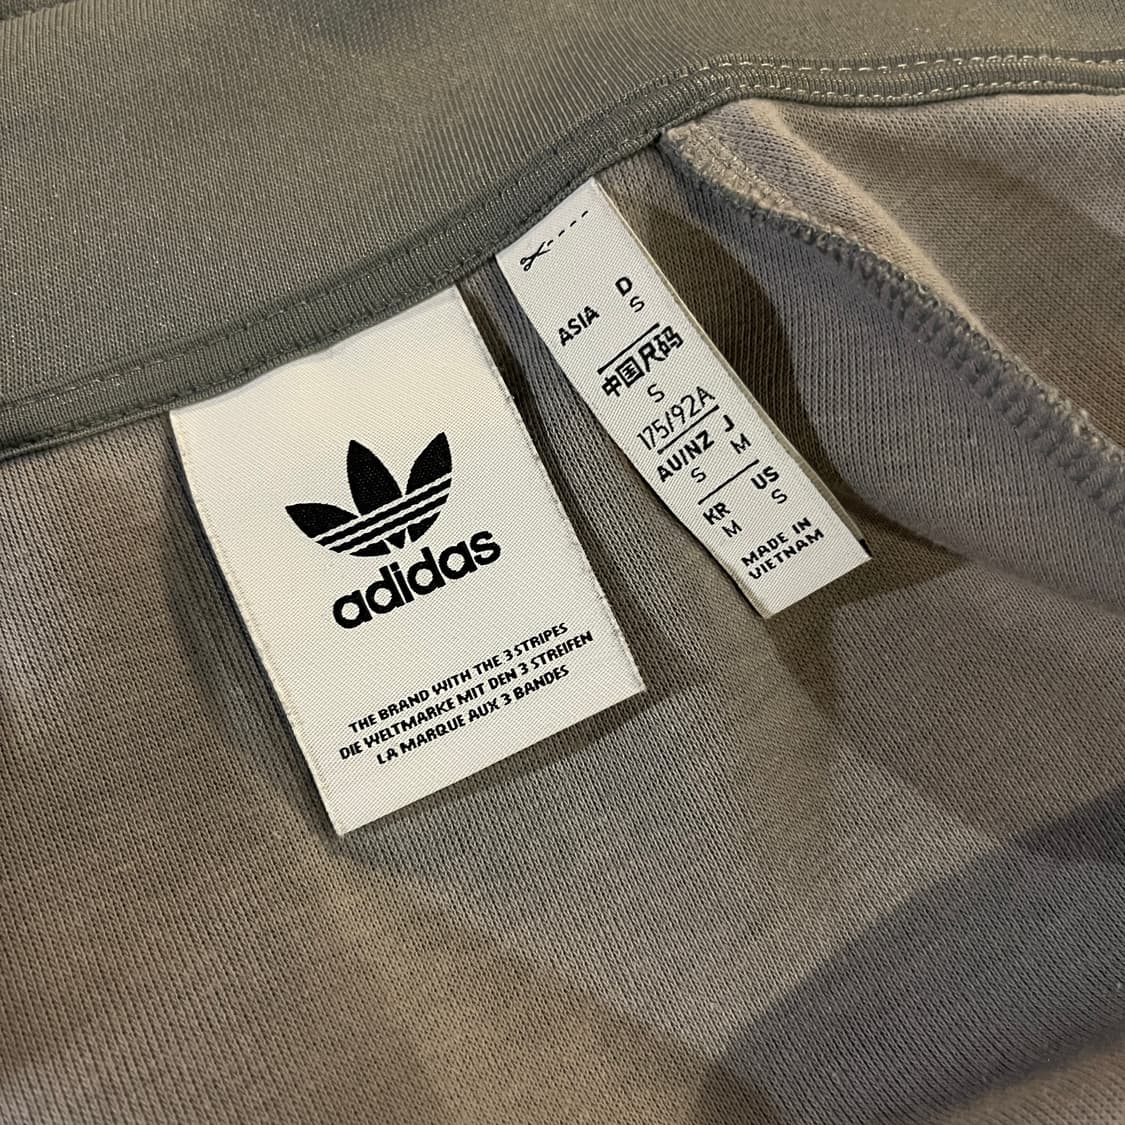 adidas
THE BRAND WITH THE 3 STRIPES
DIE WELTMARKE MIT DEN 3 STREIFEN
LA MARQUE AUX 3 BANDES
ASIA D
S
中国尺码
S
175/92A
AU/NZ J
S M
KR US
M S
MADE IN
VIETNAM